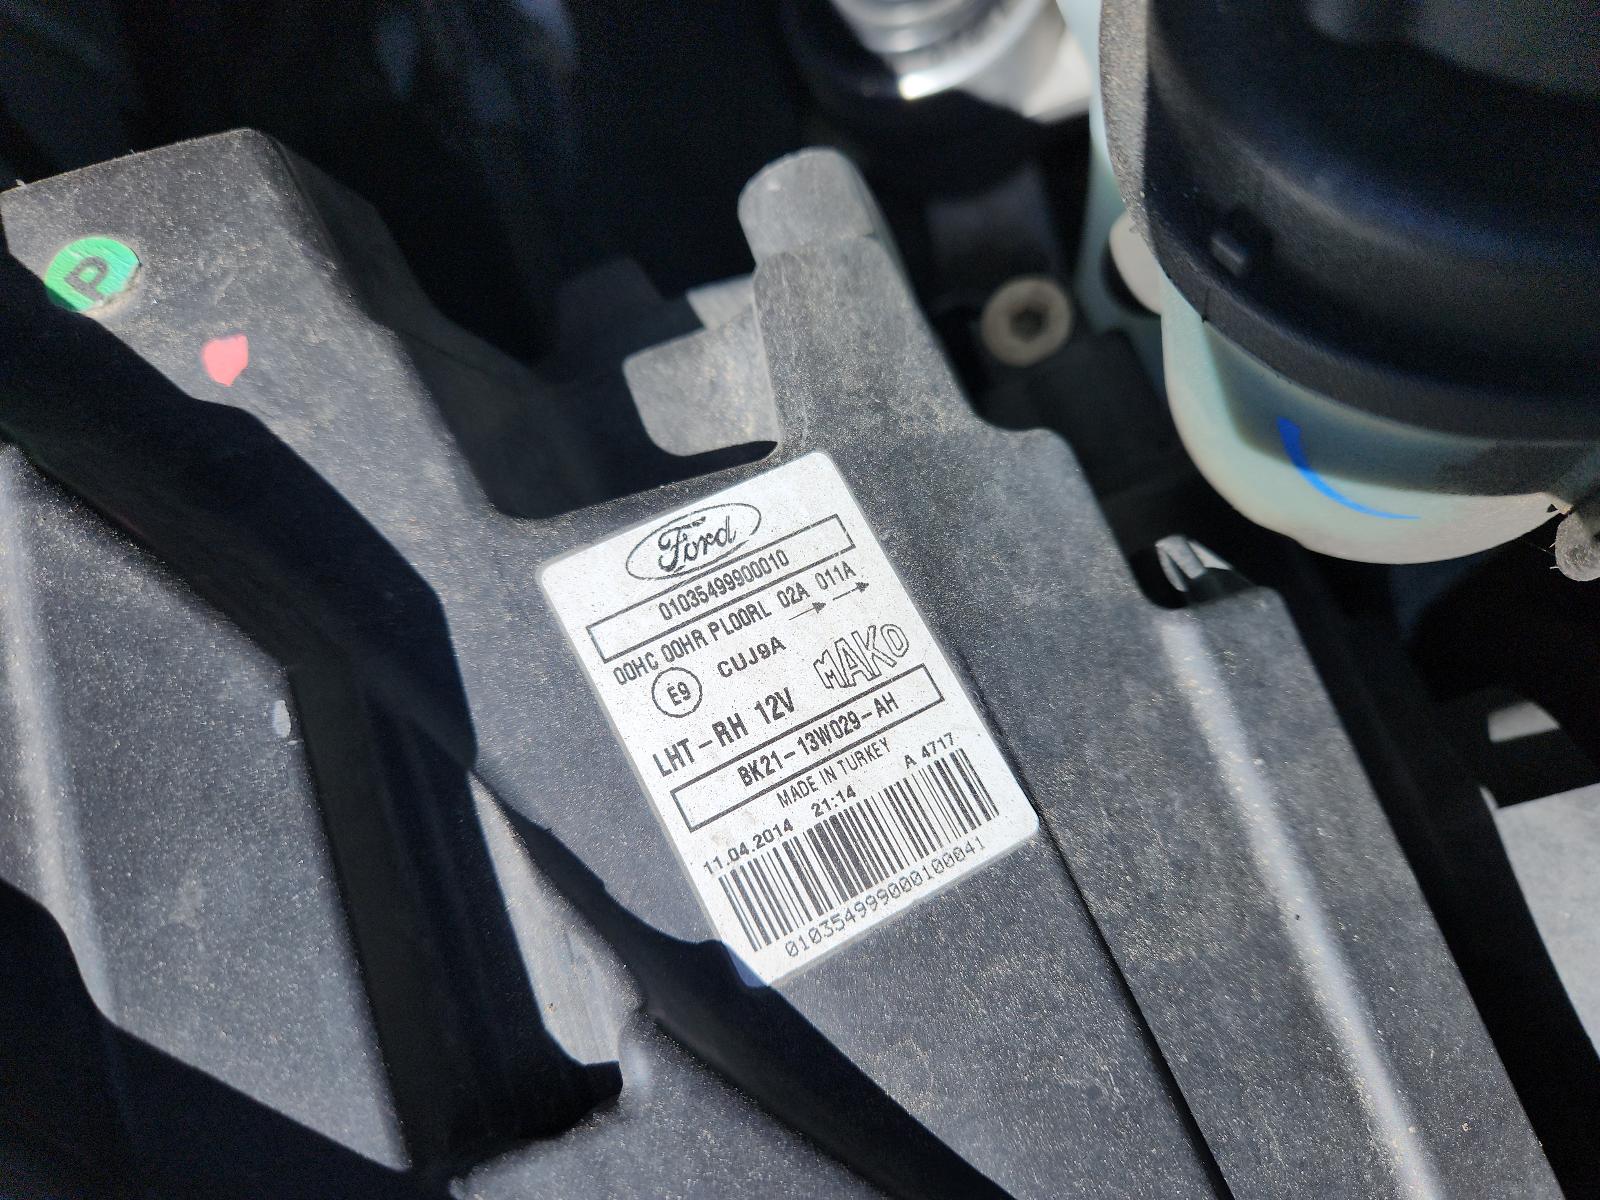 P
Ford
01035499900010
00HC 00HR PL00RL 02A 011A
E9 CUJ9A
MAKO
LHT-RH 12V
BK21-13W029-AH
MADE IN TURKEY
11.04.2014 21:14 A 4717
010354999000100041